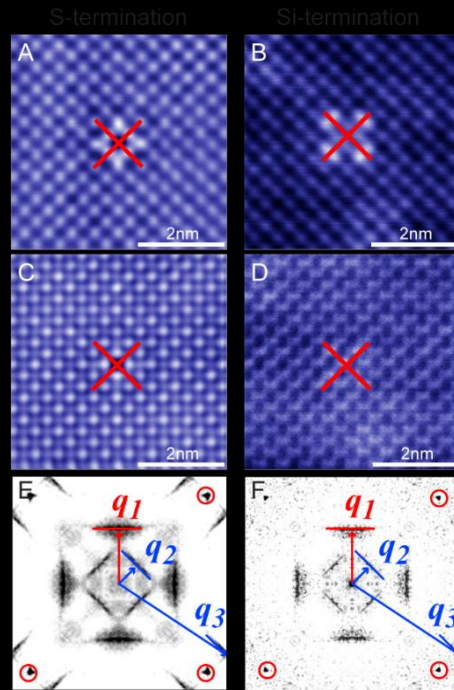 S-termination Si-termination
A B
2nm 2nm
C D
2nm 2nm
E F
q1 q1
q2 q2
q3 q3